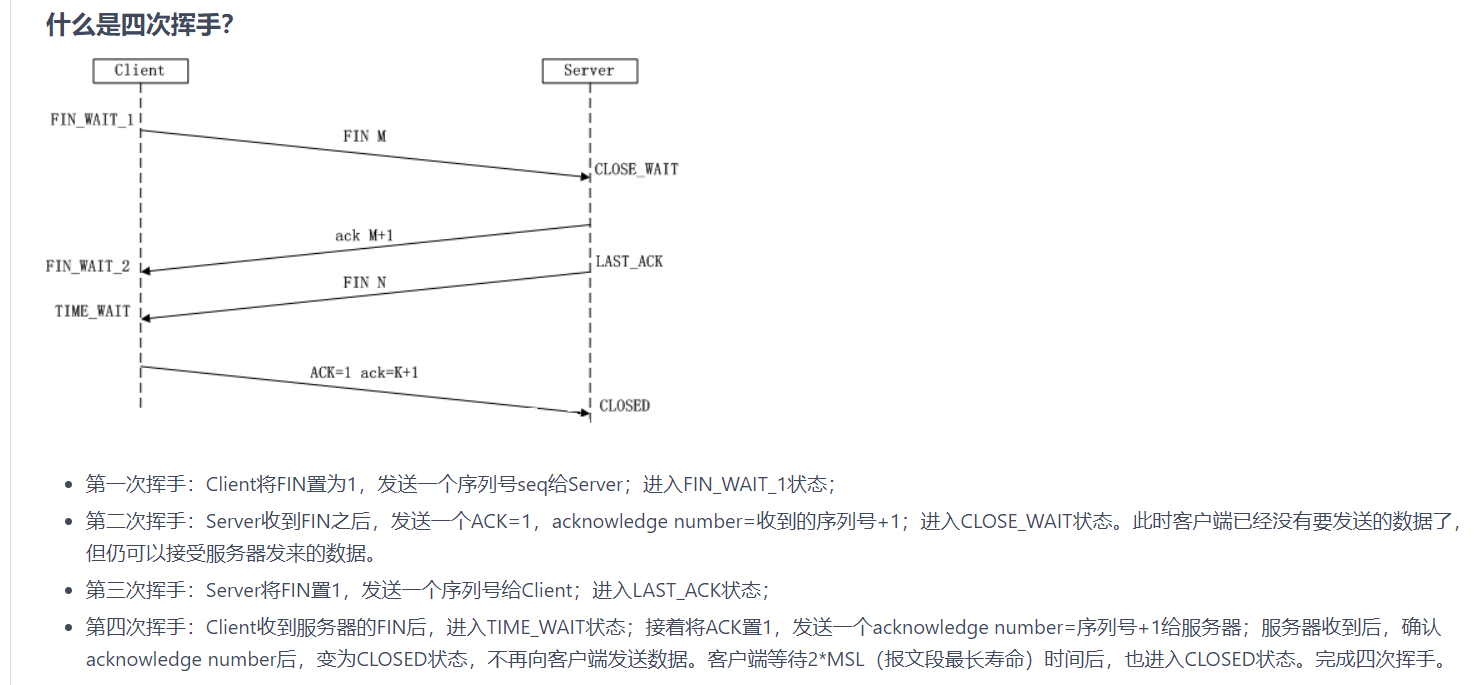 什么是四次挥手?
Client
Server
FIN_WAIT_1
FIN M
CLOSE_WAIT
ack M+1
FIN_WAIT_2
LAST_ACK
FIN N
TIME_WAIT
ACK=1 ack=K+1
CLOSED
第一次挥手：Client将FIN置为1，发送一个序列号seq给Server；进入FIN_WAIT_1状态；
第二次挥手：Server收到FIN之后，发送一个ACK=1，acknowledge number=收到的序列号+1；进入CLOSE_WAIT状态。此时客户端已经没有要发送的数据了，
但仍可以接受服务器发来的数据。
第三次挥手：Server将FIN置1，发送一个序列号给Client；进入LAST_ACK状态；
第四次挥手：Client收到服务器的FIN后，进入TIME_WAIT状态；接着将ACK置1，发送一个acknowledge number=序列号+1给服务器；服务器收到后，确认
acknowledge number后，变为CLOSED状态，不再向客户端发送数据。客户端等待2*MSL（报文段最长寿命）时间后，也进入CLOSED状态。完成四次挥手。